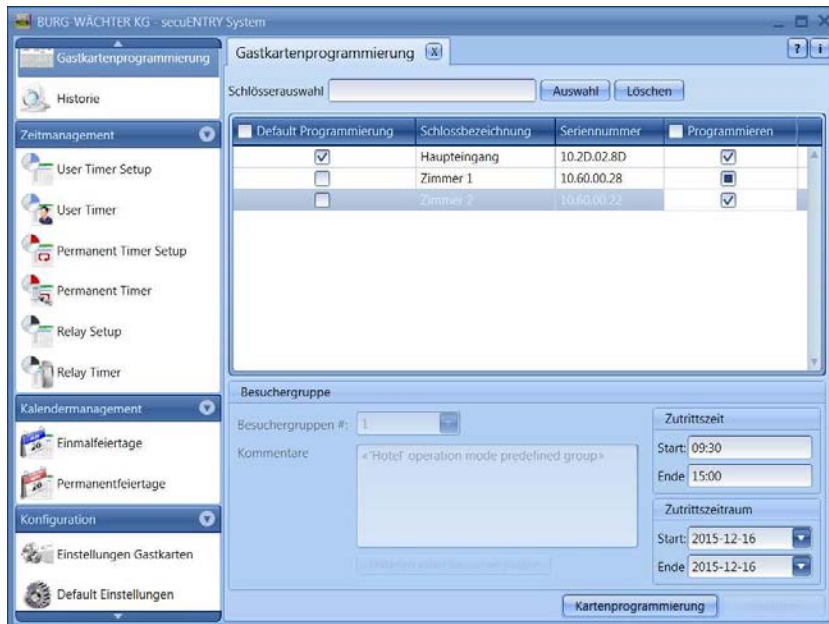 BURG-WÄCHTER KG - secuENTRY System
Gastkartenprogrammierung
Historie
Zeitmanagement
User Timer Setup
User Timer
Permanent Timer Setup
Permanent Timer
Relay Setup
Relay Timer
Kalendermanagement
Einmalfeiertage
Permanentfeiertage
Konfiguration
Einstellungen Gastkarten
Default Einstellungen
Gastkartenprogrammierung X
? i
Schlösserauswahl Auswahl Löschen
Default Programmierung Schlossbezeichnung Seriennummer Programmieren
Haupteingang 10.2D.02.8D
Zimmer 1 10.60.00.28
Zimmer 2 10.60.00.22
Besuchergruppe
Besuchergruppen #: 1
Kommentare <'Hotel' operation mode predefined group>
Zutrittszeit
Start: 09:30
Ende 15:00
Zutrittszeitraum
Start: 2015-12-16
Ende 2015-12-16
Kartenprogrammierung